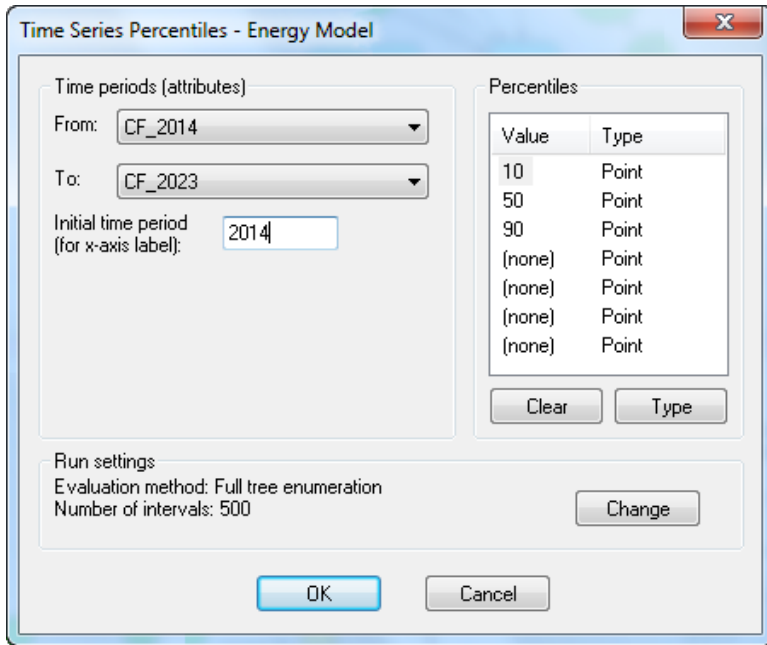 Time Series Percentiles - Energy Model
Time periods (attributes)
From: CF_2014
To: CF_2023
Initial time period
(for x-axis label): 2014
Percentiles
Value Type
10 Point
50 Point
90 Point
(none) Point
(none) Point
(none) Point
(none) Point
Clear Type
Run settings
Evaluation method: Full tree enumeration
Number of intervals: 500
Change
OK Cancel